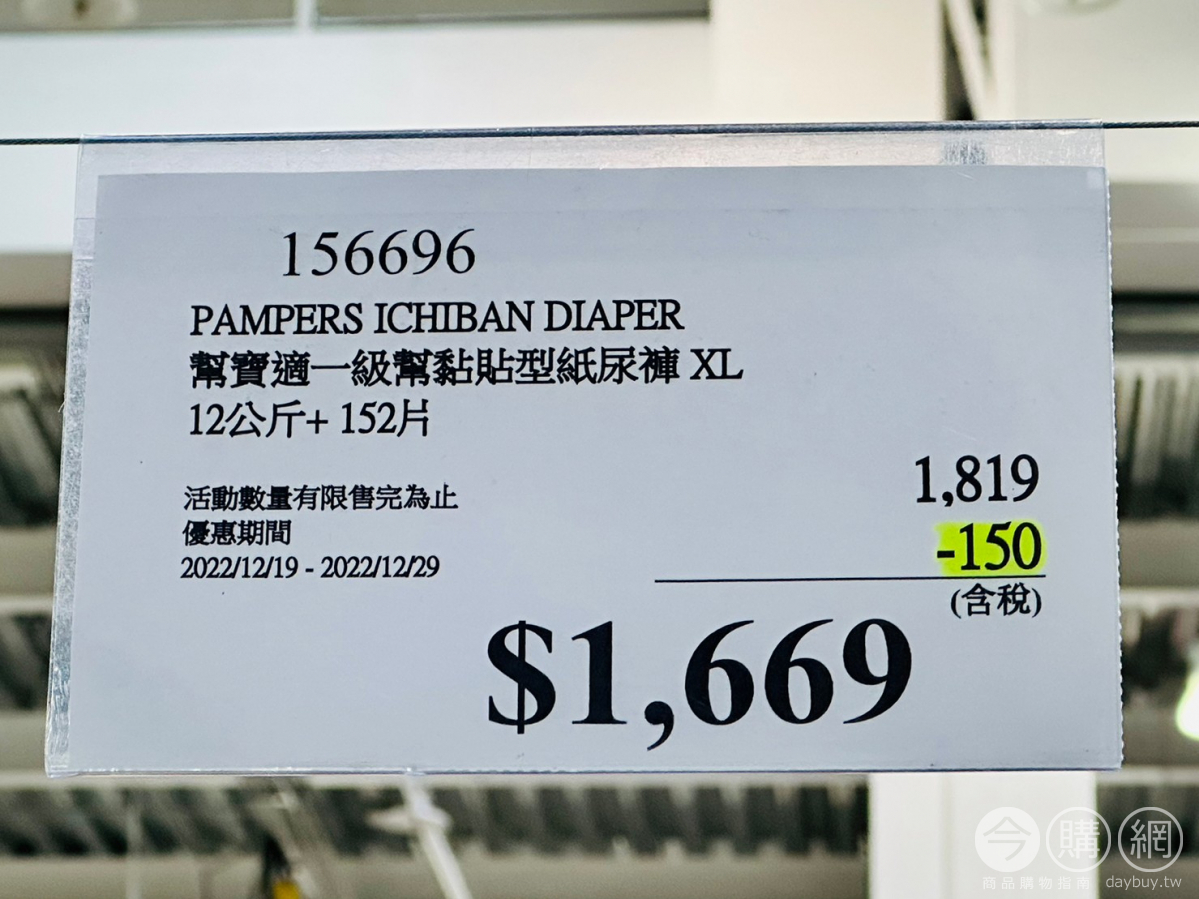 156696
PAMPERS ICHIBAN DIAPER
幫寶適一級幫黏貼型紙尿褲 XL
12公斤+ 152片
活動數量有限售完為止
優惠期間
2022/12/19 - 2022/12/29
1,819
-150
(含稅)
$1,669
今購網
商品購物指南 daybuy.tw